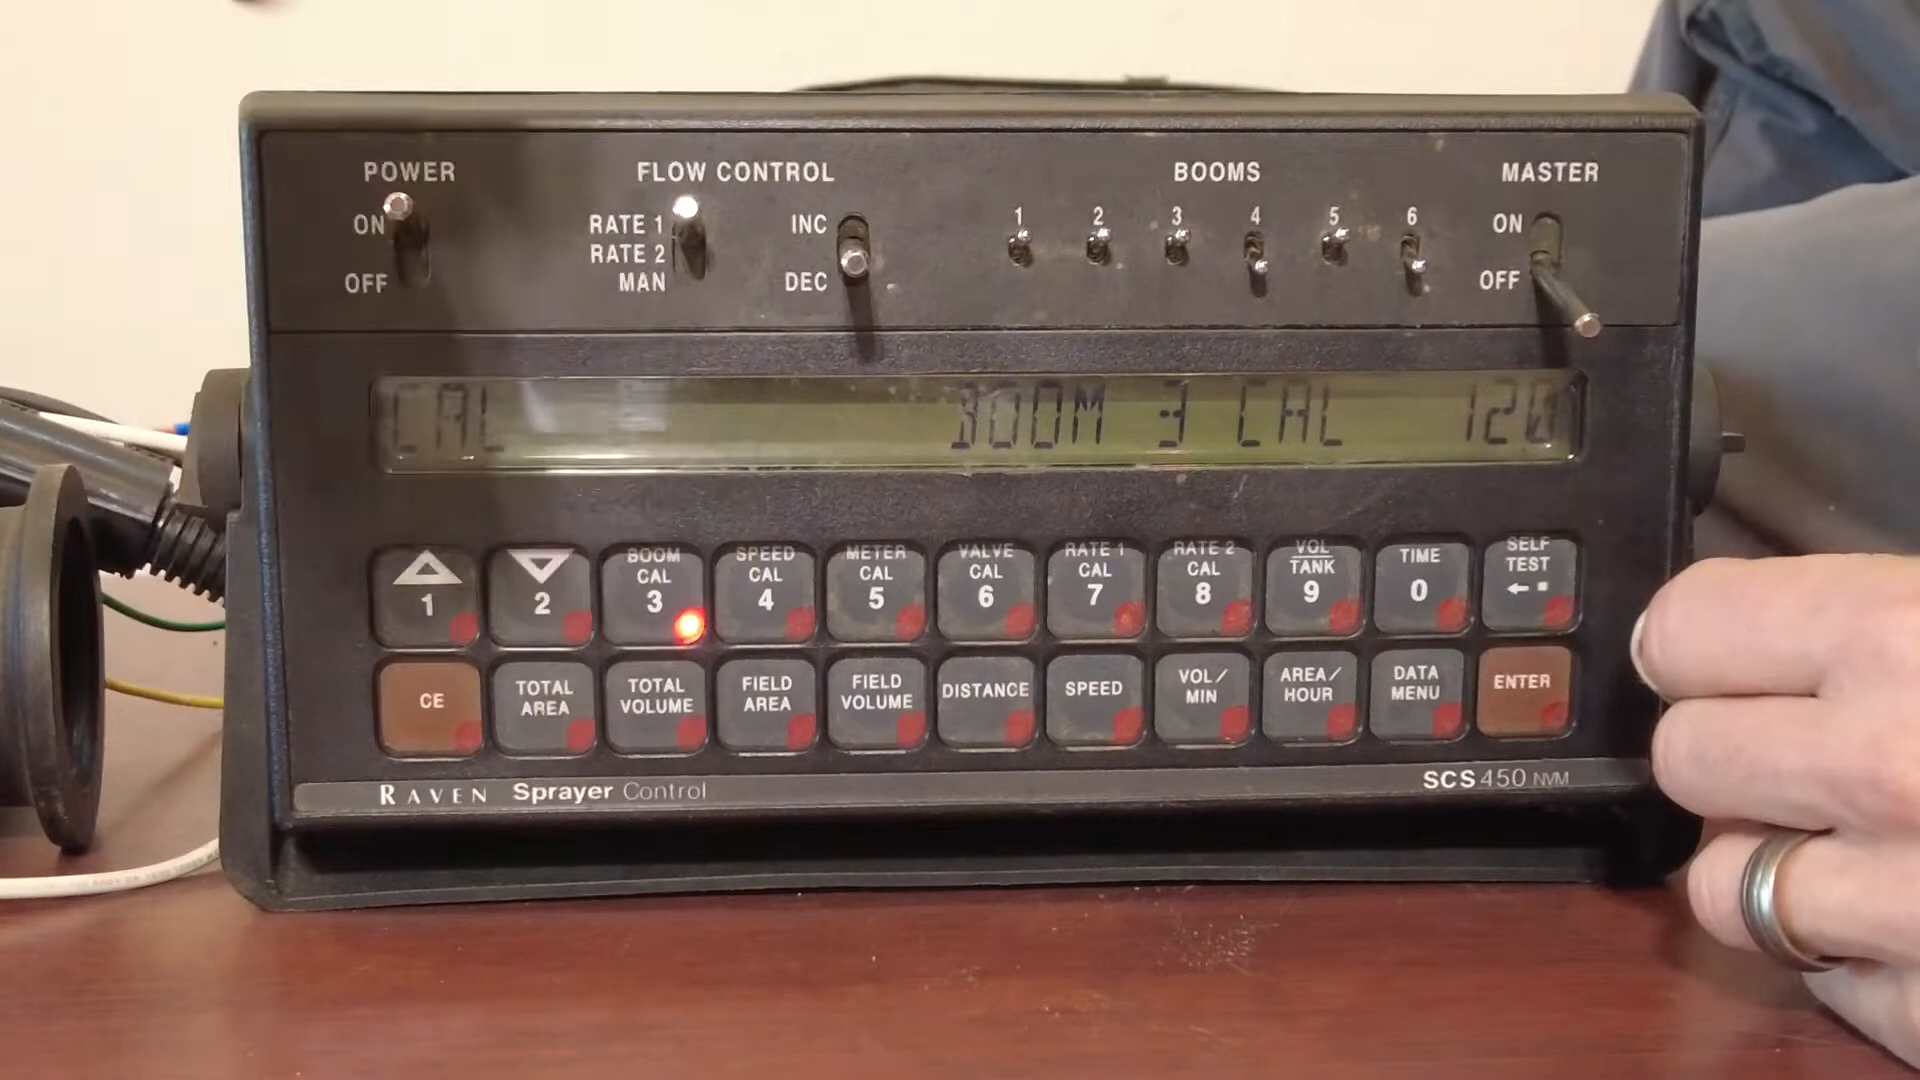 POWER
ON
OFF
FLOW CONTROL
RATE 1
RATE 2
MAN
INC
DEC
BOOMS
1 2 3 4 5 6
MASTER
ON
OFF
CAL BOOM 3 CAL 120
1
2
BOOM
CAL
3
SPEED
CAL
4
METER
CAL
5
VALVE
CAL
6
RATE 1
CAL
7
RATE 2
CAL
8
VOL
TANK
9
TIME
0
SELF
TEST
CE
TOTAL
AREA
TOTAL
VOLUME
FIELD
AREA
FIELD
VOLUME
DISTANCE
SPEED
VOL/
MIN
AREA/
HOUR
DATA
MENU
ENTER
RAVEN Sprayer Control
SCS 450 NVM